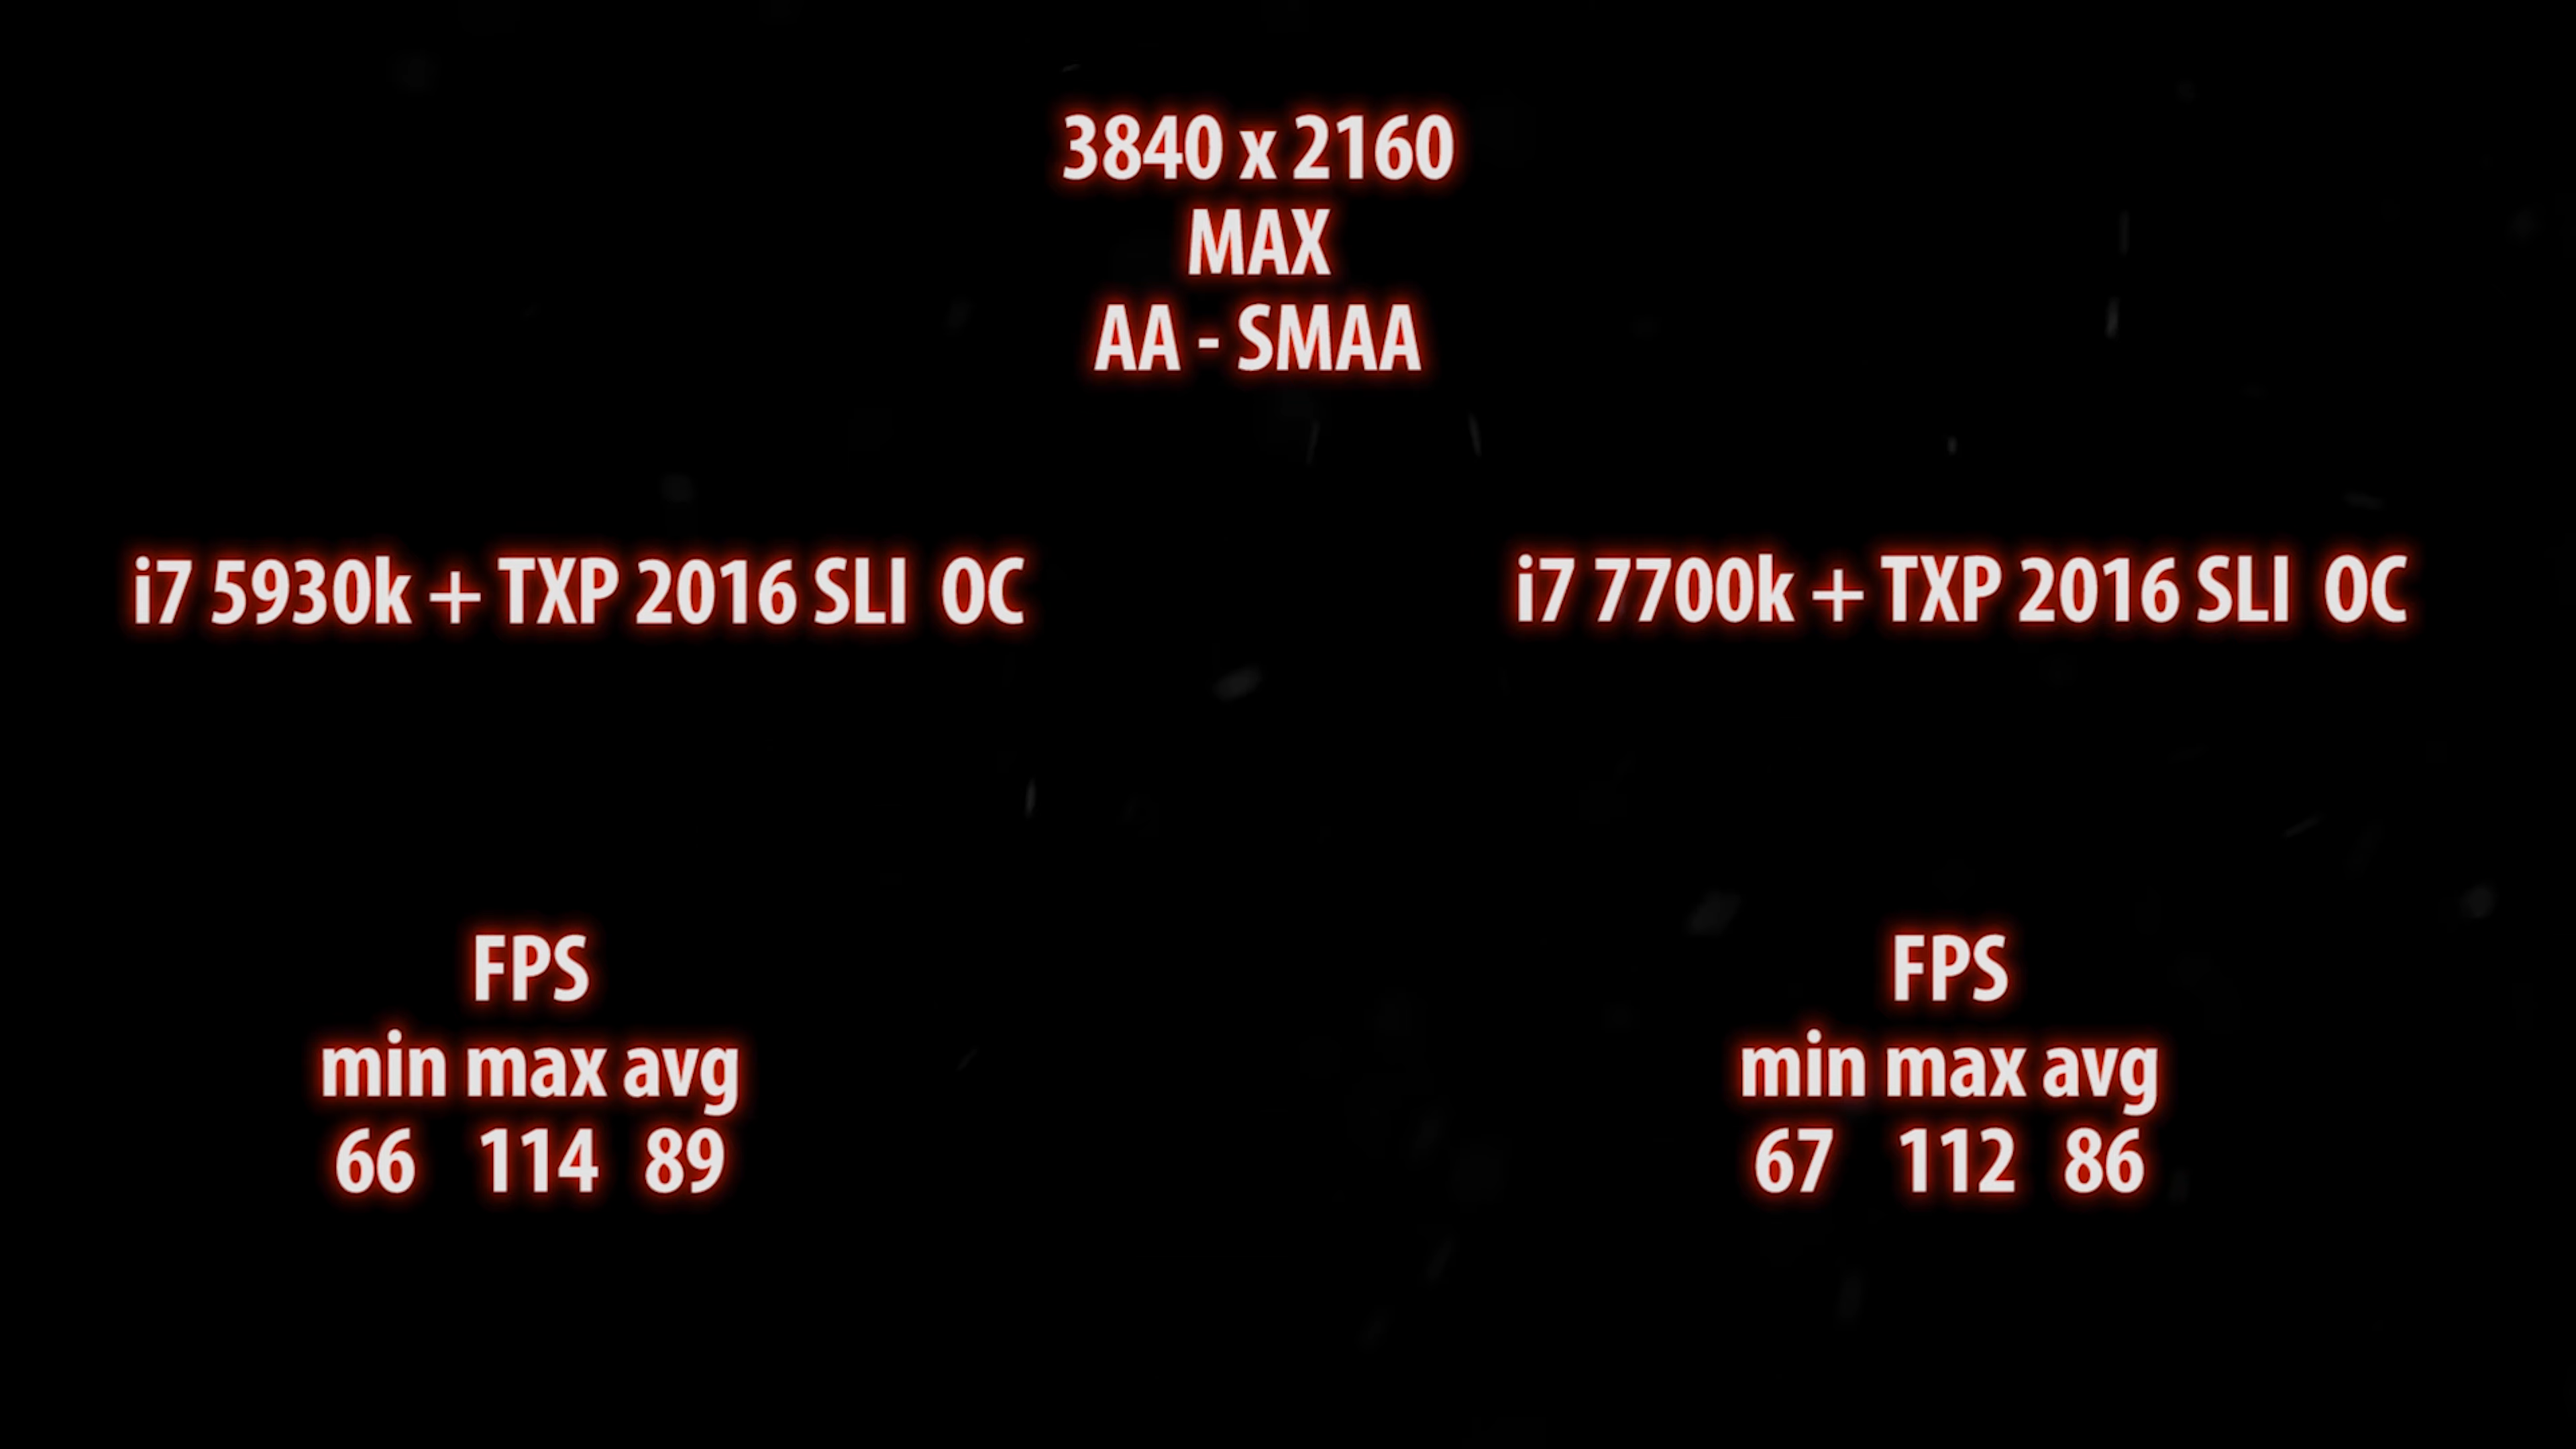 3840 x 2160
MAX
AA - SMAA
i7 5930k + TXP 2016 SLI OC
i7 7700k + TXP 2016 SLI OC
FPS
min max avg
66 114 89
FPS
min max avg
67 112 86